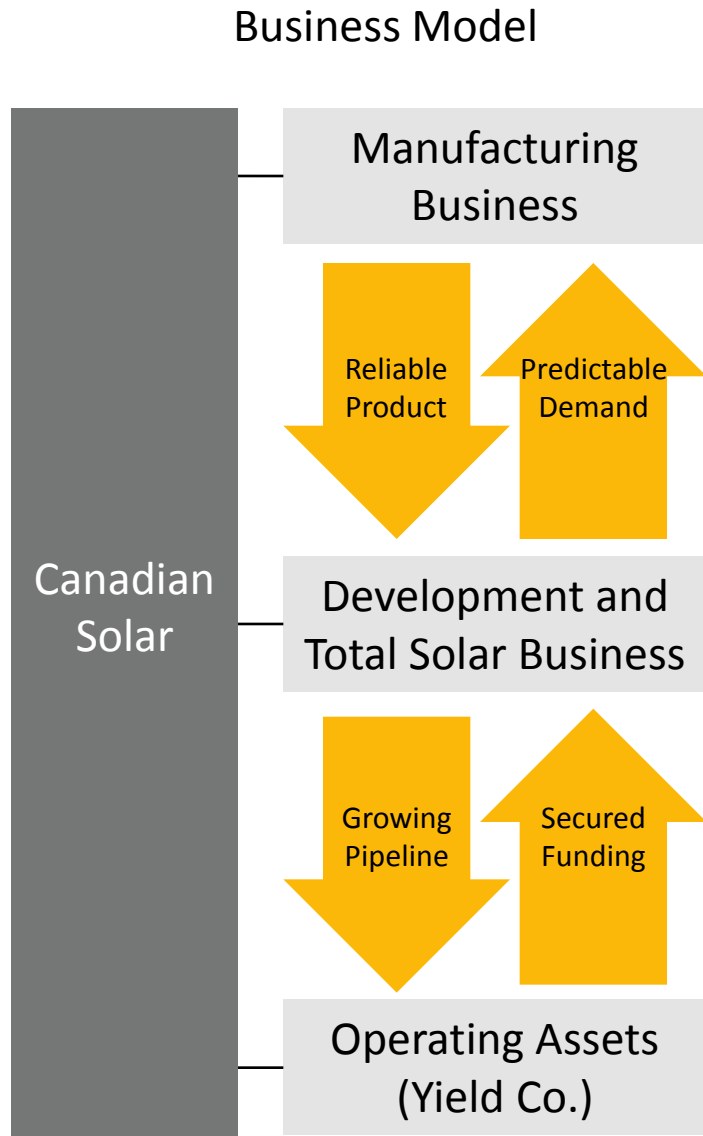 Business Model
Manufacturing
Business
Reliable
Product
Predictable
Demand
Canadian
Solar
Development and
Total Solar Business
Growing
Pipeline
Secured
Funding
Operating Assets
(Yield Co.)